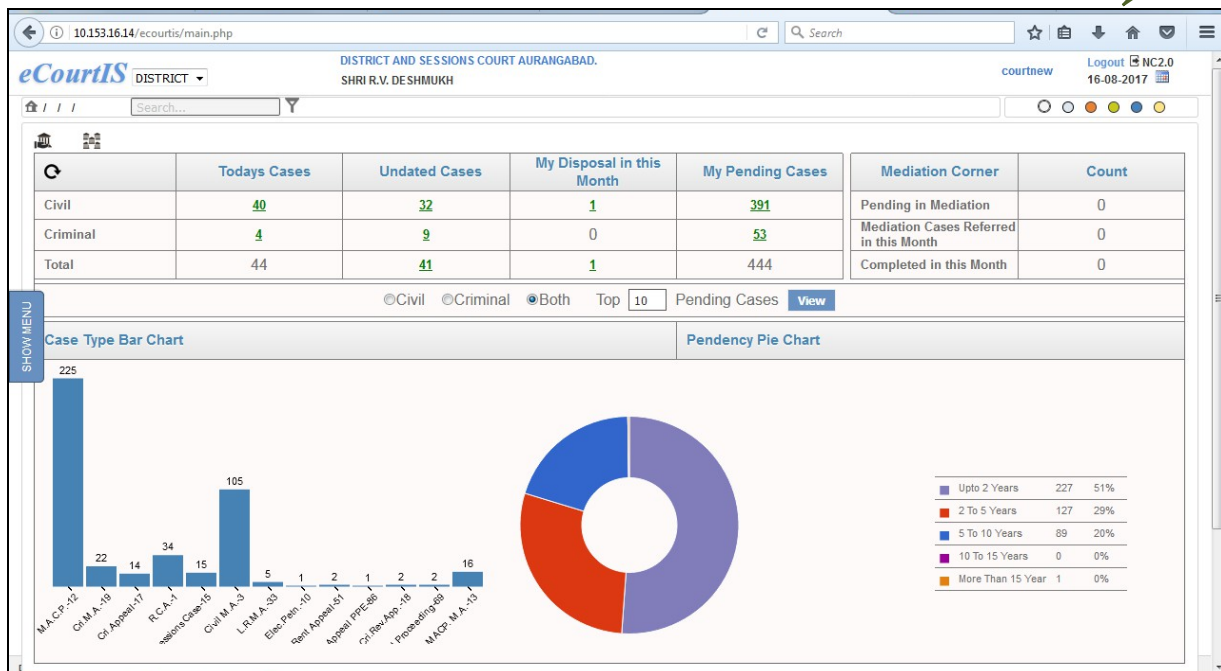 10.153.16.14/ecourtis/main.php
Search
eCourtIS DISTRICT
DISTRICT AND SESSIONS COURT AURANGABAD.
SHRI R.V. DESHMUKH
courtnew
Logout NC2.0
16-08-2017
/ / /
Search...
Todays Cases Undated Cases My Disposal in this Month My Pending Cases
Civil 40 32 1 391
Criminal 4 9 0 53
Total 44 41 1 444
Mediation Corner Count
Pending in Mediation 0
Mediation Cases Referred in this Month 0
Completed in this Month 0
SHOW MENU
Civil Criminal Both Top 10 Pending Cases View
Case Type Bar Chart
Pendency Pie Chart
225 22 14 34 15 105 5 1 2 1 2 2 16
M.A.C.P.-12
Cri.M.A.-19
Cri.Appeal-17
R.C.A.-1
essions Case-15
Civil M.A.-3
L.R.M.A.-33
Elec.Petn.-10
Rent Appeal-51
Appeal PPE-86
Cri.Rev.App.-18
Proceeding-69
MACP. M.A.-13
Upto 2 Years 227 51%
2 To 5 Years 127 29%
5 To 10 Years 89 20%
10 To 15 Years 0 0%
More Than 15 Year 1 0%